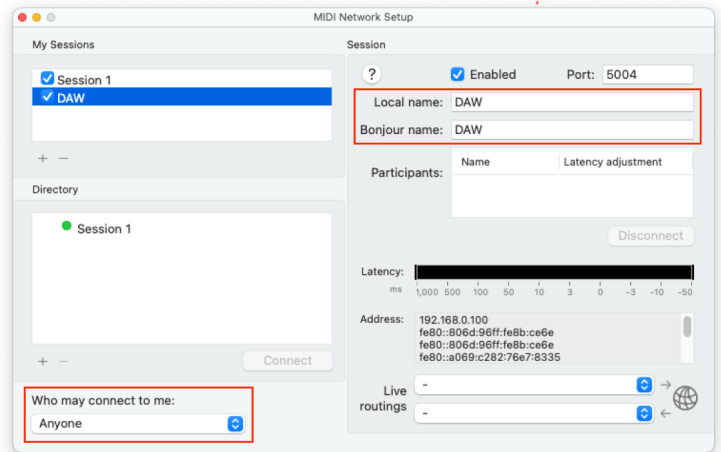 MIDI Network Setup
My Sessions
Session 1
DAW
+ −
Directory
Session 1
+ −
Connect
Who may connect to me:
Anyone
Session
?
Enabled
Port: 5004
Local name: DAW
Bonjour name: DAW
Participants:
Name Latency adjustment
Disconnect
Latency:
ms 1,000 500 100 50 10 3 0 -3 -10 -50
Address: 192.168.0.100
fe80::806d:96ff:fe8b:ce6e
fe80::806d:96ff:fe8b:ce6e
fe80::a069:c282:76e7:8335
Live routings
-
-